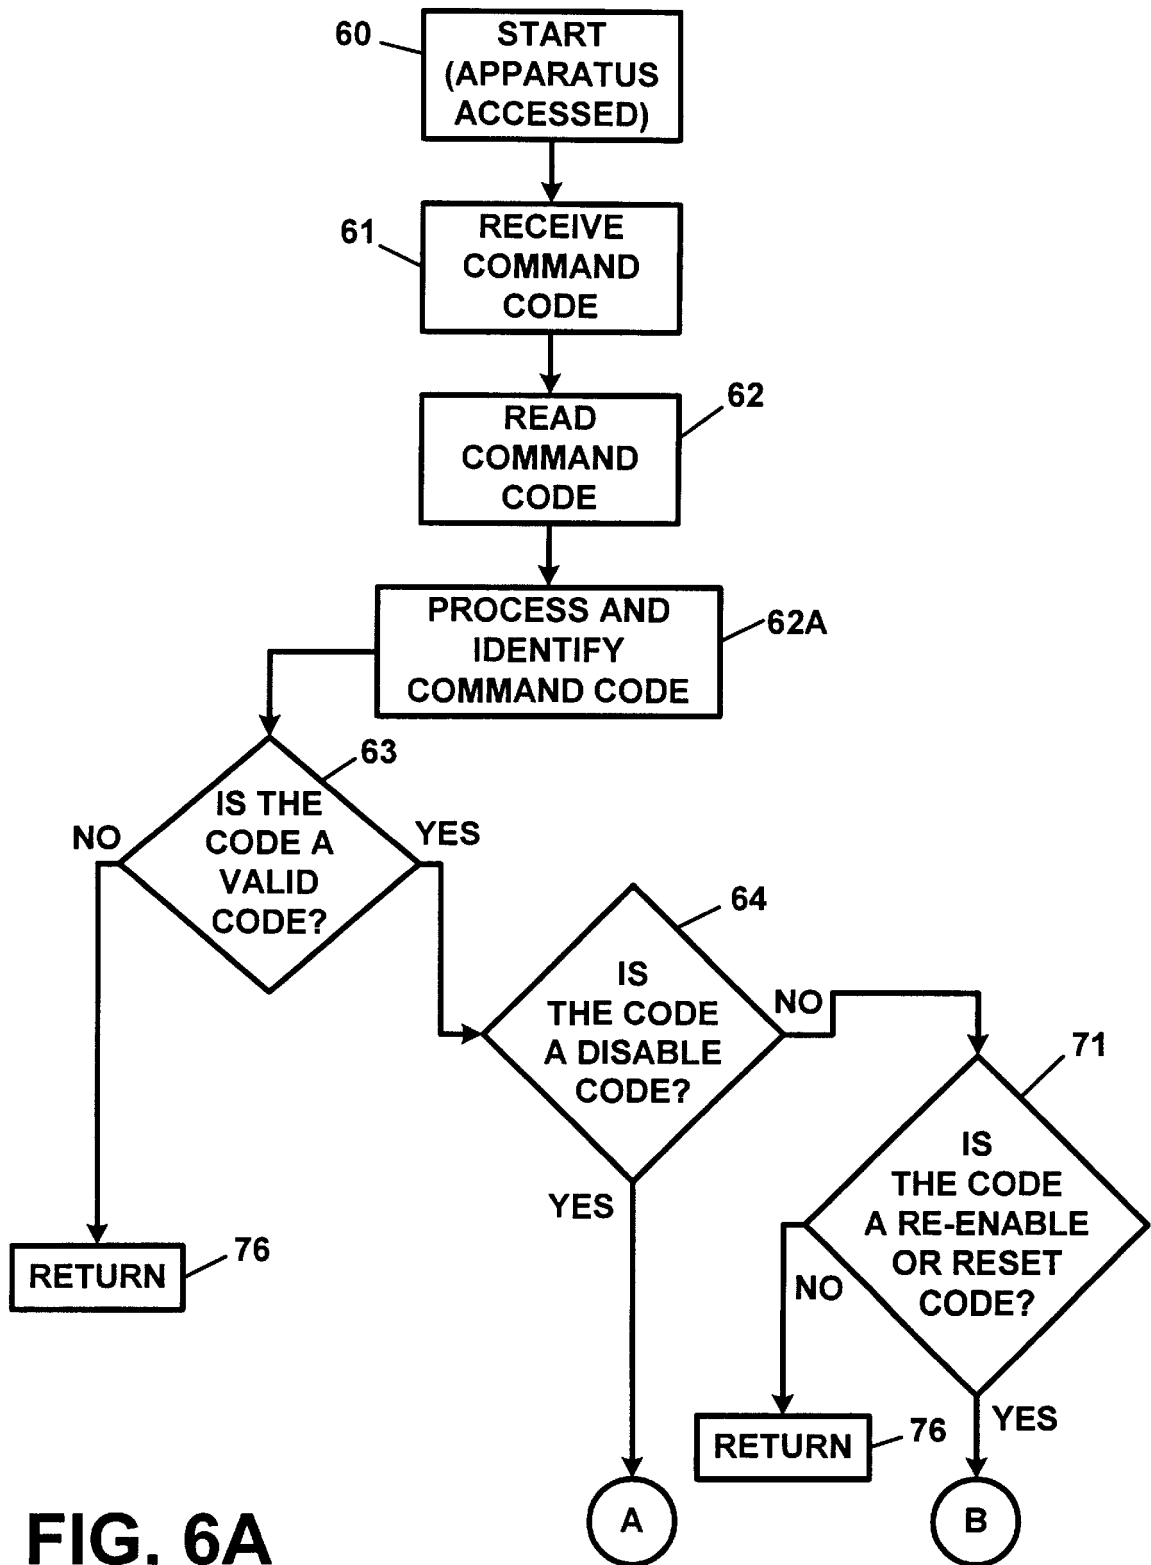 60
START
(APPARATUS
ACCESSED)
61
RECEIVE
COMMAND
CODE
62
READ
COMMAND
CODE
62A
PROCESS AND
IDENTIFY
COMMAND CODE
63
IS THE
CODE A
VALID
CODE?
NO
YES
64
IS
THE CODE
A DISABLE
CODE?
NO
YES
71
IS
THE CODE
A RE-ENABLE
OR RESET
CODE?
NO
YES
RETURN
76
RETURN
76
A
B
FIG. 6A